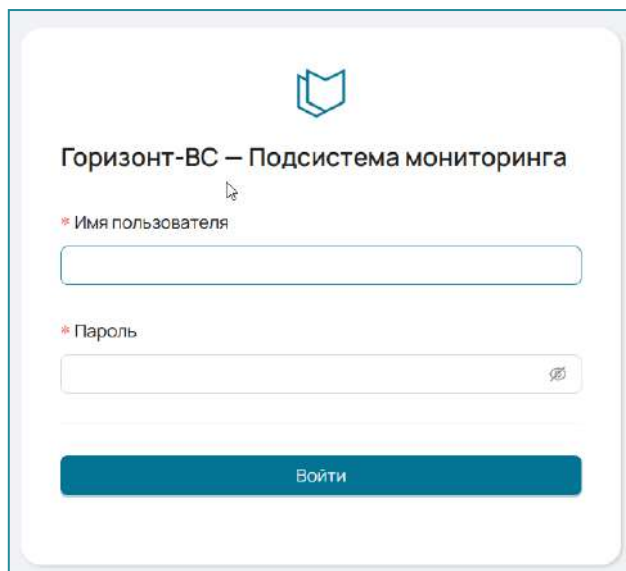 Горизонт-ВС — Подсистема мониторинга
* Имя пользователя
* Пароль
Войти